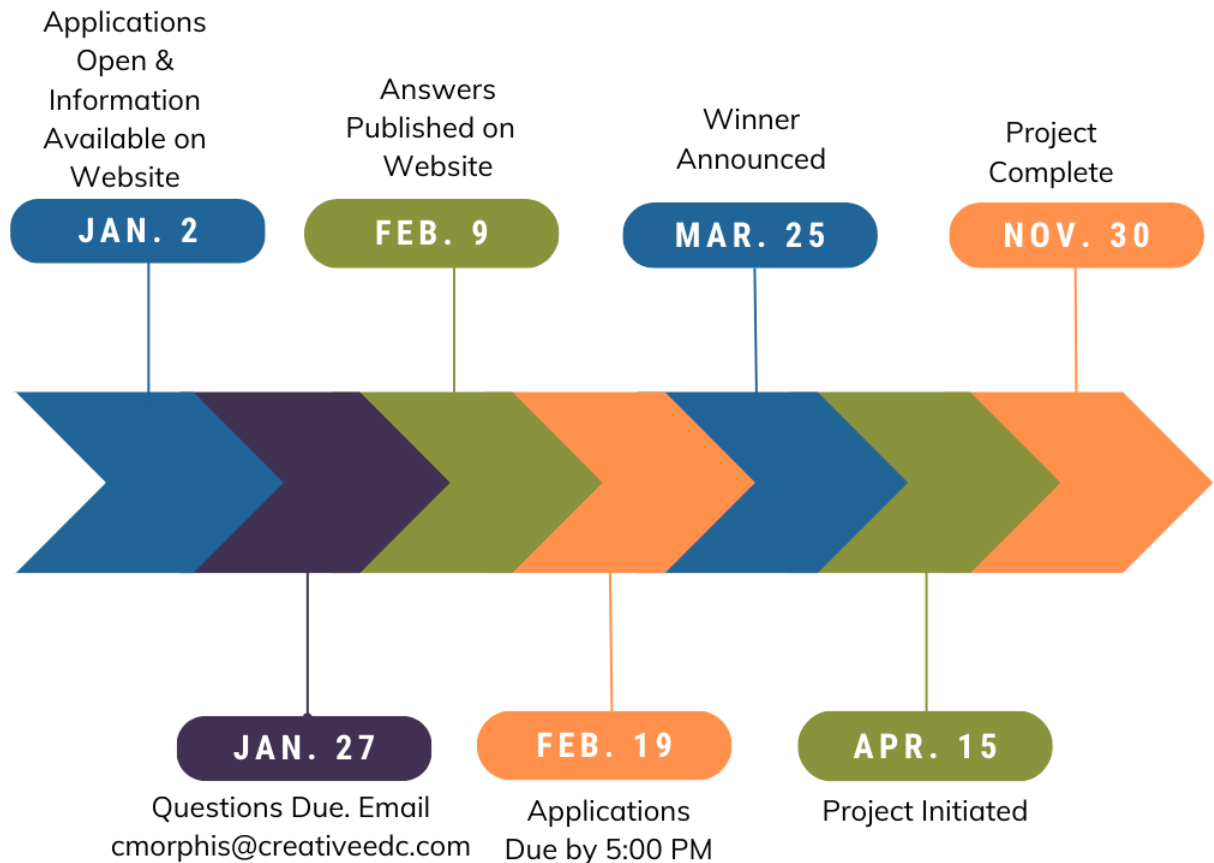 Applications
Open &
Information
Available on
Website
JAN. 2
Answers
Published on
Website
FEB. 9
Winner
Announced
MAR. 25
Project
Complete
NOV. 30
JAN. 27
Questions Due. Email
cmorphis@creativeedc.com
FEB. 19
Applications
Due by 5:00 PM
APR. 15
Project Initiated